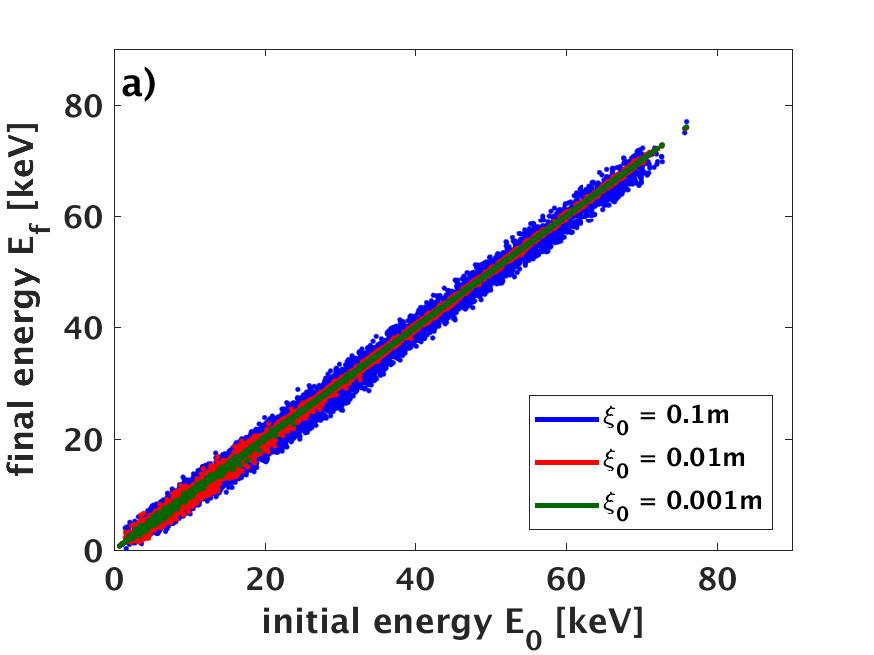 a)
final energy E_f [keV]
80
60
40
20
0
0 20 40 60 80
initial energy E_0 [keV]
ξ_0 = 0.1m
ξ_0 = 0.01m
ξ_0 = 0.001m